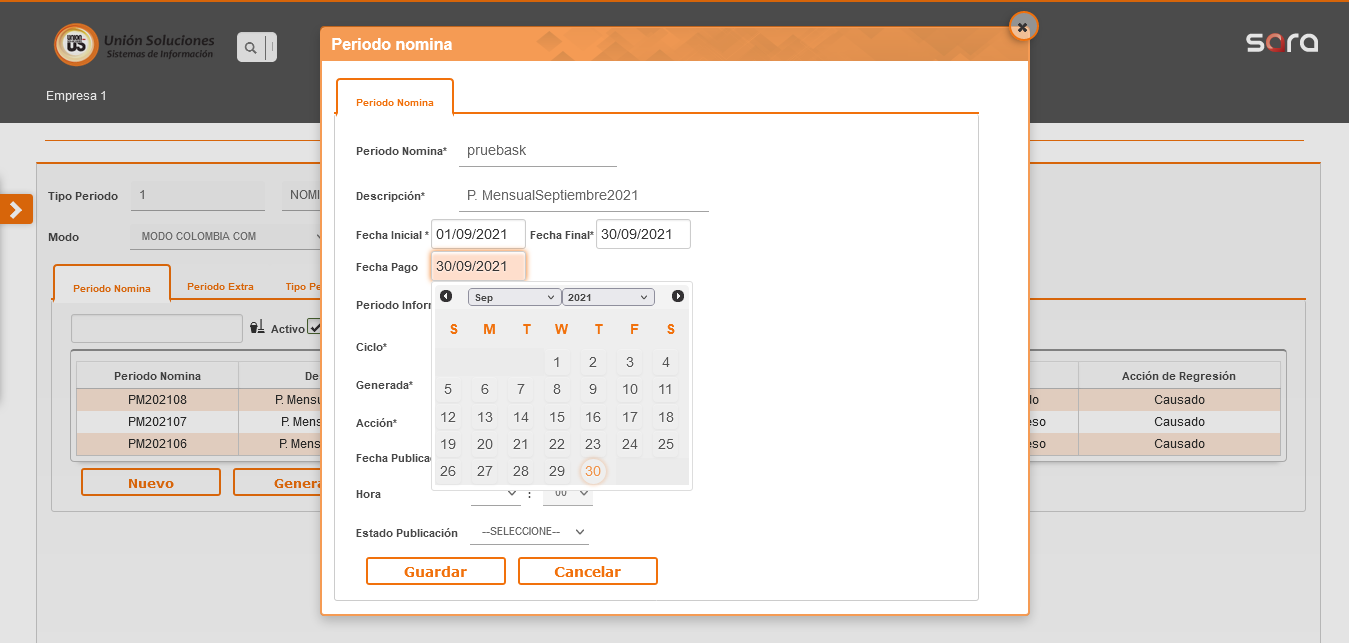 Unión Soluciones
Sistemas de Información
UNION
US
sara
Empresa 1
Tipo Periodo 1 NOMI
Modo MODO COLOMBIA COM
Periodo Nomina Periodo Extra Tipo Pe
Activo
Periodo Nomina De Acción de Regresión
PM202108 P. Mensu lo Causado
PM202107 P. Mens eso Causado
PM202106 P. Mens eso Causado
Nuevo Genera
Periodo nomina
Periodo Nomina
Periodo Nomina* pruebask
Descripción* P. MensualSeptiembre2021
Fecha Inicial * 01/09/2021 Fecha Final* 30/09/2021
Fecha Pago 30/09/2021
Periodo Inform
Ciclo*
Generada*
Acción*
Fecha Publica
Sep 2021
S M T W T F S
1 2 3 4
5 6 7 8 9 10 11
12 13 14 15 16 17 18
19 20 21 22 23 24 25
26 27 28 29 30
Hora : 00
Estado Publicación --SELECCIONE--
Guardar Cancelar